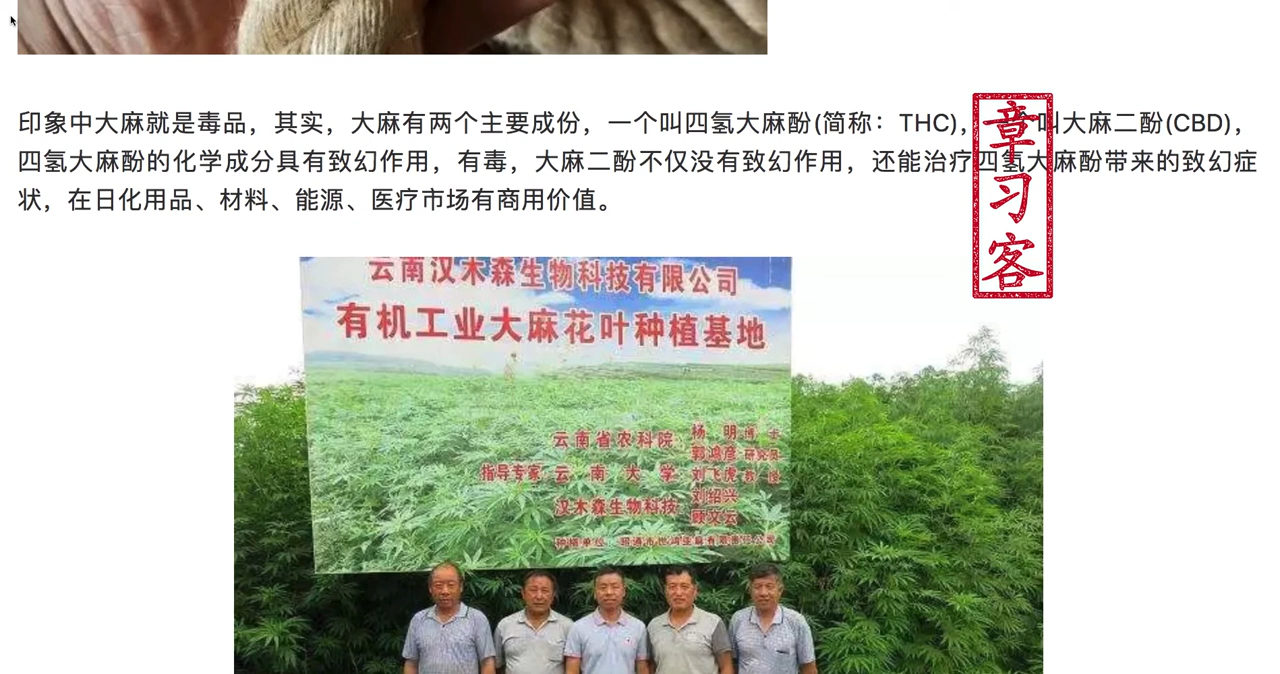 印象中大麻就是毒品，其实，大麻有两个主要成份，一个叫四氢大麻酚(简称：THC)，叫大麻二酚(CBD)，
四氢大麻酚的化学成分具有致幻作用，有毒，大麻二酚不仅没有致幻作用，还能治疗四氢大麻酚带来的致幻症
状，在日化用品、材料、能源、医疗市场有商用价值。
章习客
云南汉木森生物科技有限公司
有机工业大麻花叶种植基地
云南省农科院：杨明 博士
郭鸿彦 研究员
指导专家 云南大学 刘飞虎 教授
汉木森生物科技 刘绍兴
顾文云
种植单位